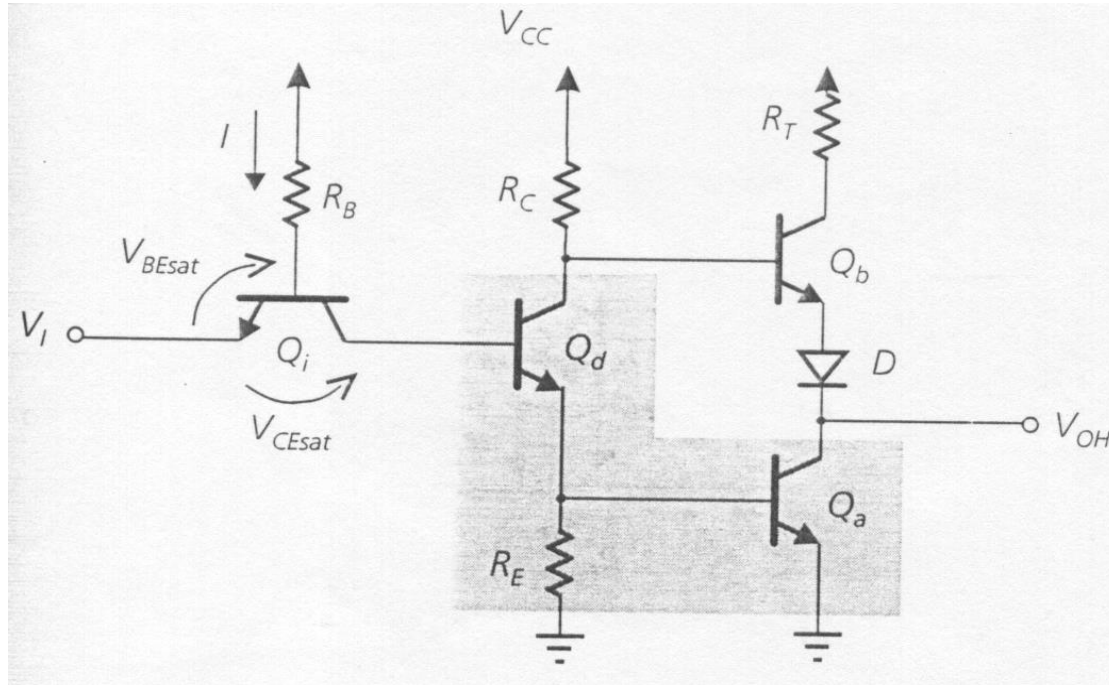 V_CC
I
R_B
R_C
R_T
V_BEsat
V_I
Q_i
V_CEsat
Q_d
Q_b
D
V_OH
Q_a
R_E